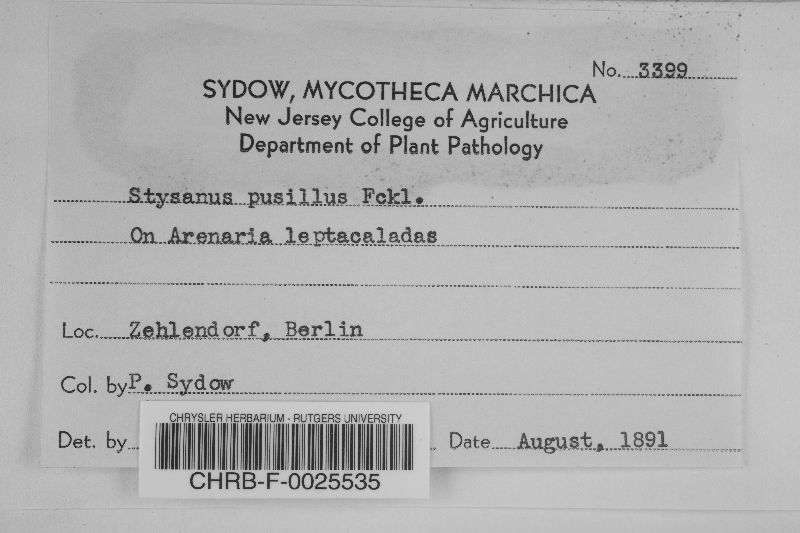 No. 3399
SYDOW, MYCOTHECA MARCHICA
New Jersey College of Agriculture
Department of Plant Pathology
Stysanus pusillus Fckl.
On Arenaria leptacaladas
Loc. Zehlendorf, Berlin
Col. by P. Sydow
CHRYSLER HERBARIUM - RUTGERS UNIVERSITY
Det. by
Date August, 1891
CHRB-F-0025535